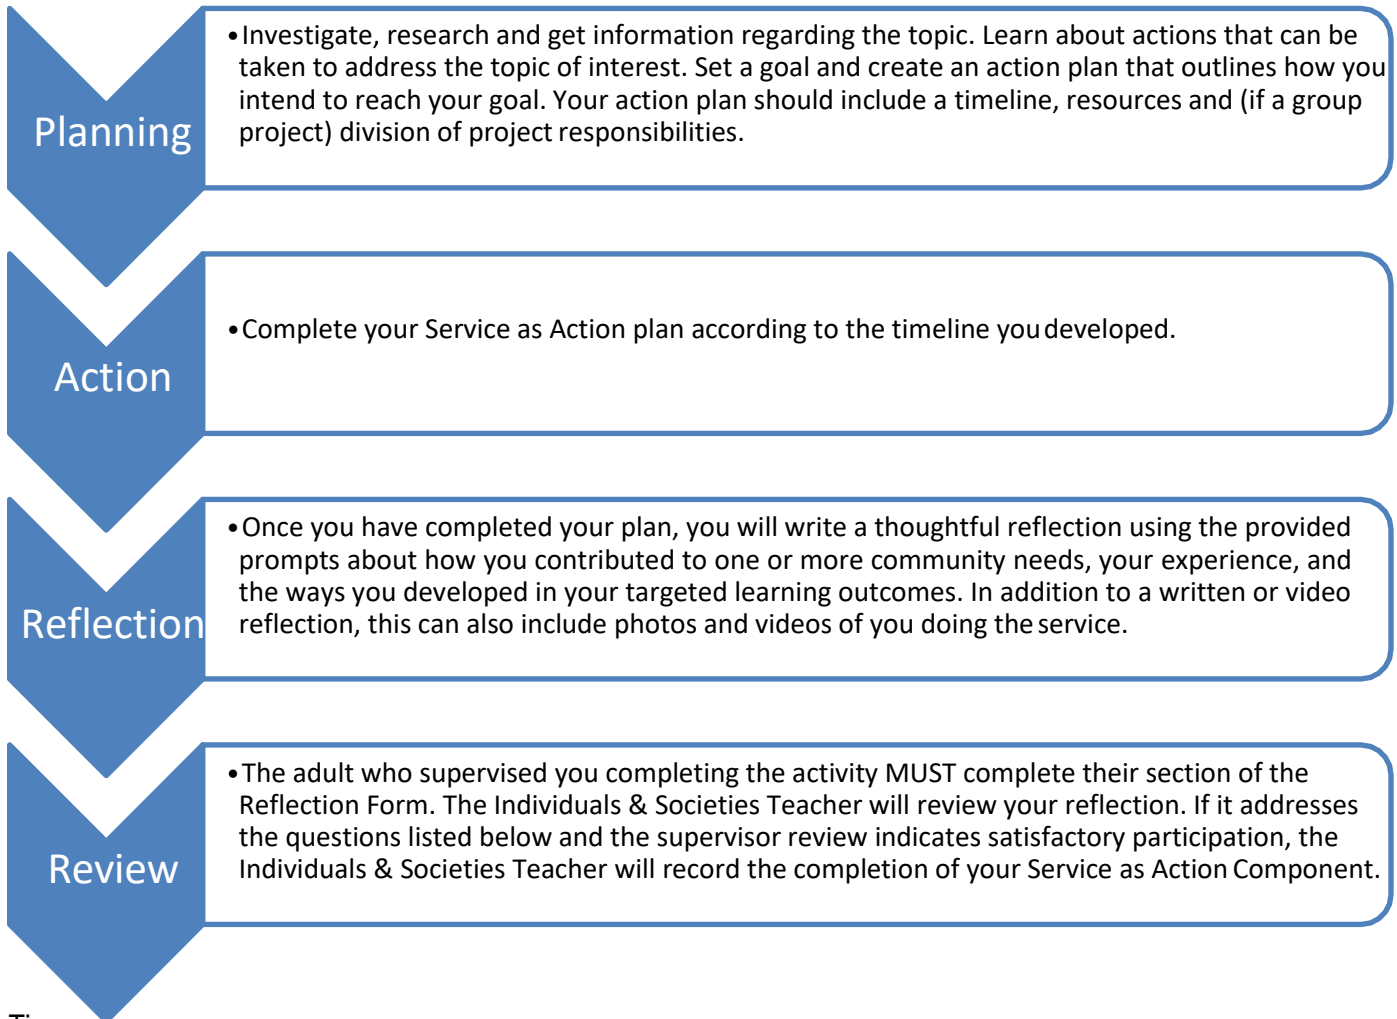 Planning
•Investigate, research and get information regarding the topic. Learn about actions that can be
taken to address the topic of interest. Set a goal and create an action plan that outlines how you
intend to reach your goal. Your action plan should include a timeline, resources and (if a group
project) division of project responsibilities.
Action
•Complete your Service as Action plan according to the timeline you developed.
Reflection
•Once you have completed your plan, you will write a thoughtful reflection using the provided
prompts about how you contributed to one or more community needs, your experience, and
the ways you developed in your targeted learning outcomes. In addition to a written or video
reflection, this can also include photos and videos of you doing the service.
Review
•The adult who supervised you completing the activity MUST complete their section of the
Reflection Form. The Individuals & Societies Teacher will review your reflection. If it addresses
the questions listed below and the supervisor review indicates satisfactory participation, the
Individuals & Societies Teacher will record the completion of your Service as Action Component.